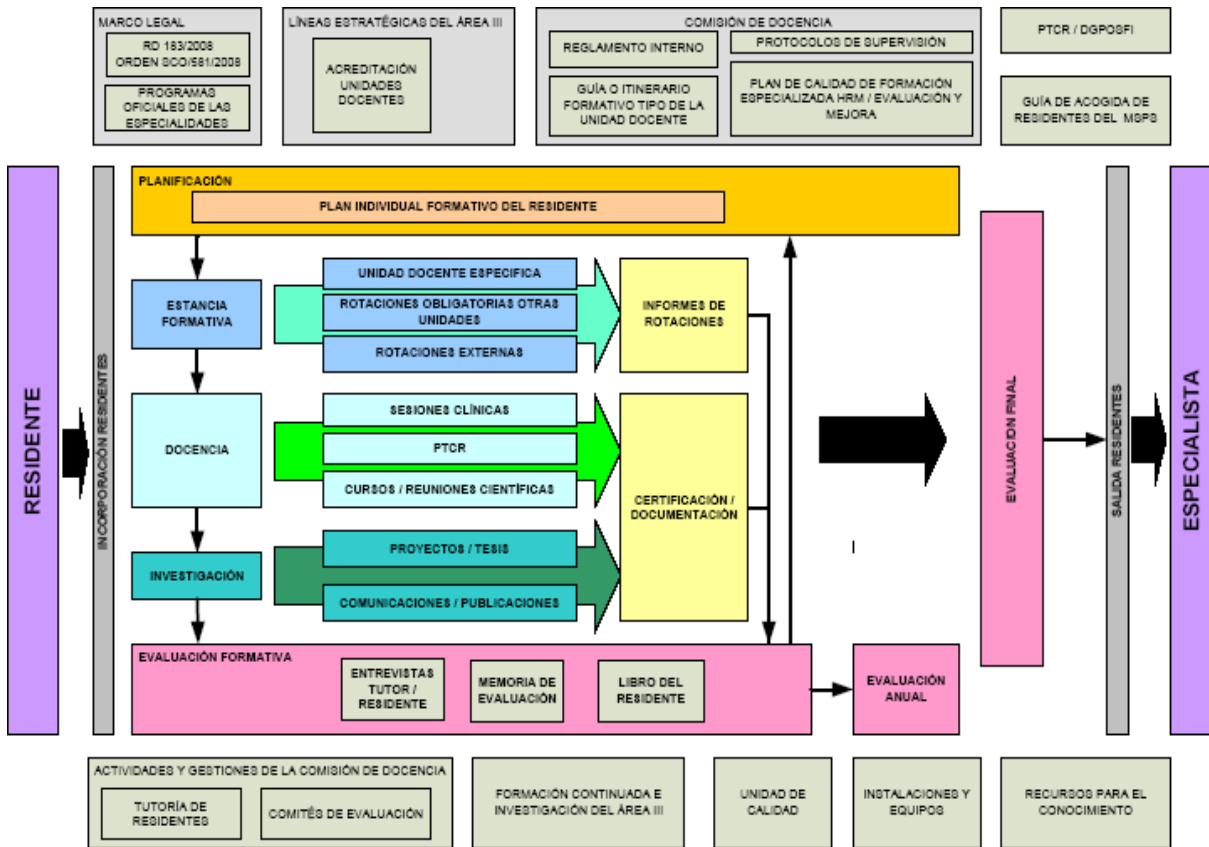 MARCO LEGAL
RD 183/2008
ORDEN SCO/581/2008
PROGRAMAS
OFICIALES DE LAS
ESPECIALIDADES
LÍNEAS ESTRATÉGICAS DEL ÁREA III
ACREDITACIÓN
UNIDADES
DOCENTES
COMISIÓN DE DOCENCIA
REGLAMENTO INTERNO
PROTOCOLOS DE SUPERVISIÓN
GUÍA O ITINERARIO
FORMATIVO TIPO DE LA
UNIDAD DOCENTE
PLAN DE CALIDAD DE FORMACIÓN
ESPECIALIZADA HRM / EVALUACIÓN Y
MEJORA
PTCR / DGPOSFI
GUÍA DE ACOGIDA DE
RESIDENTES DEL MSPS
RESIDENTE
INCORPORACIÓN RESIDENTES
PLANIFICACIÓN
PLAN INDIVIDUAL FORMATIVO DEL RESIDENTE
ESTANCIA
FORMATIVA
UNIDAD DOCENTE ESPECIFICA
ROTACIONES OBLIGATORIAS OTRAS
UNIDADES
ROTACIONES EXTERNAS
INFORMES DE
ROTACIONES
DOCENCIA
SESIONES CLÍNICAS
PTCR
CURSOS / REUNIONES CIENTÍFICAS
CERTIFICACIÓN /
DOCUMENTACIÓN
INVESTIGACIÓN
PROYECTOS / TESIS
COMUNICACIONES / PUBLICACIONES
EVALUACIÓN FORMATIVA
ENTREVISTAS
TUTOR /
RESIDENTE
MEMORIA DE
EVALUACIÓN
LIBRO DEL
RESIDENTE
EVALUACIÓN
ANUAL
EVALUACION FINAL
SALIDA RESIDENTES
ESPECIALISTA
ACTIVIDADES Y GESTIONES DE LA COMISIÓN DE DOCENCIA
TUTORÍA DE
RESIDENTES
COMITÉS DE EVALUACIÓN
FORMACIÓN CONTINUADA E
INVESTIGACIÓN DEL ÁREA III
UNIDAD DE
CALIDAD
INSTALACIONES Y
EQUIPOS
RECURSOS PARA EL
CONOCIMIENTO